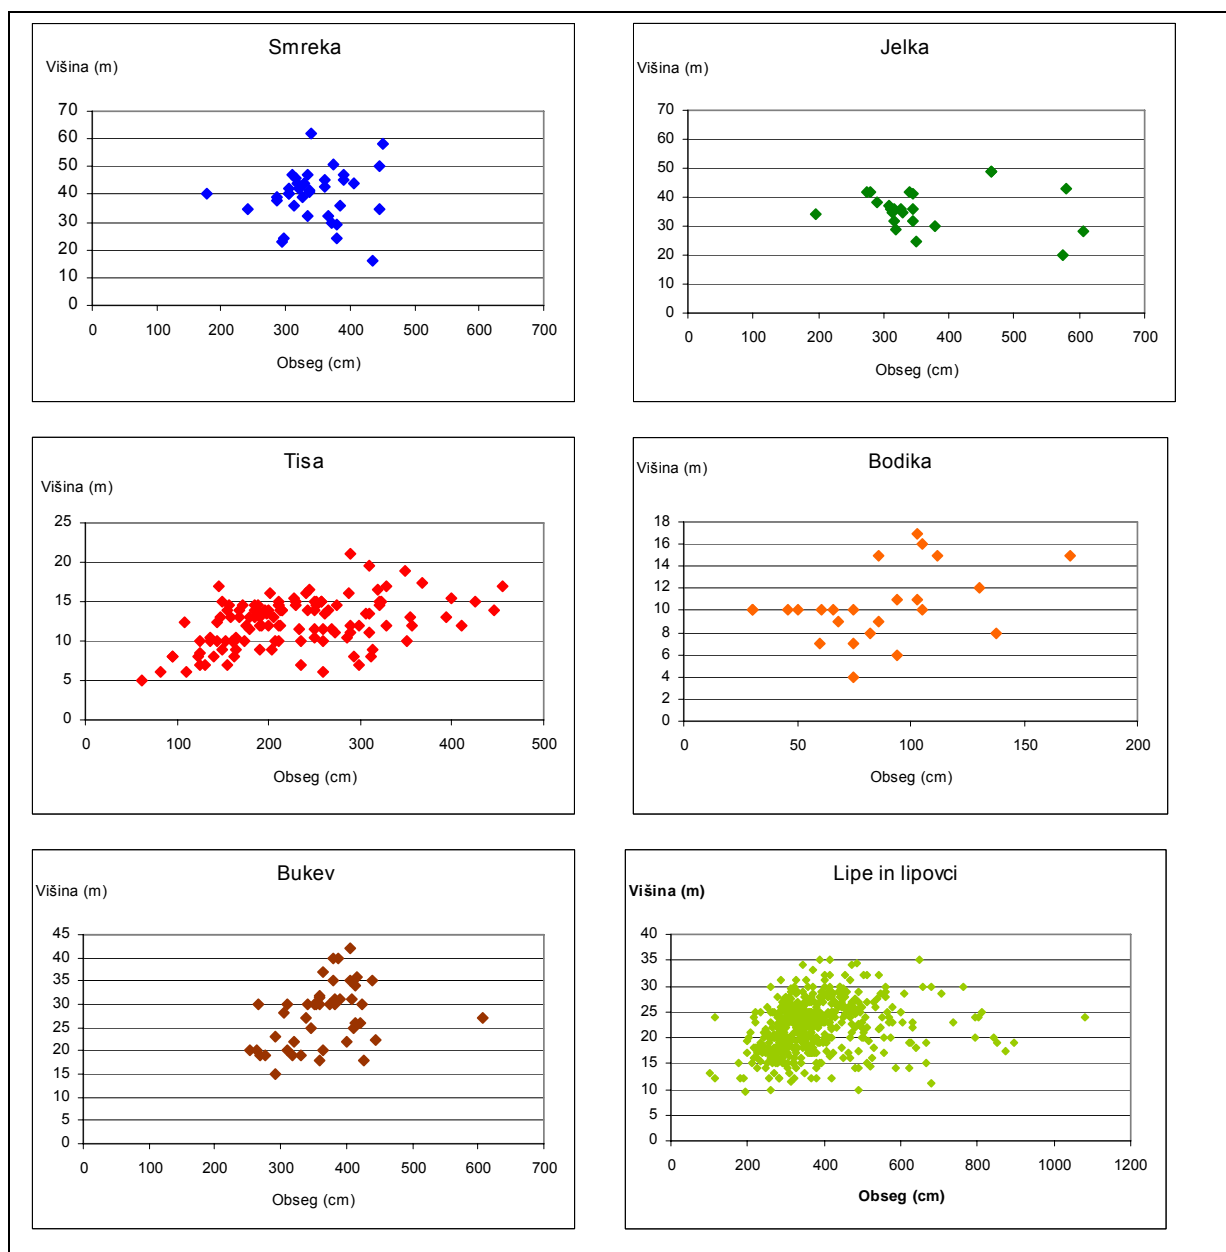 Smreka
Višina (m)
70
60
50
40
30
20
10
0
0 100 200 300 400 500 600 700
Obseg (cm)
Jelka
Višina (m)
70
60
50
40
30
20
10
0
0 100 200 300 400 500 600 700
Obseg (cm)
Tisa
Višina (m)
25
20
15
10
5
0
0 100 200 300 400 500
Obseg (cm)
Bodika
Višina (m)
18
16
14
12
10
8
6
4
2
0
0 50 100 150 200
Obseg (cm)
Bukev
Višina (m)
45
40
35
30
25
20
15
10
5
0
0 100 200 300 400 500 600 700
Obseg (cm)
Lipe in lipovci
Višina (m)
40
35
30
25
20
15
10
5
0
0 200 400 600 800 1000 1200
Obseg (cm)